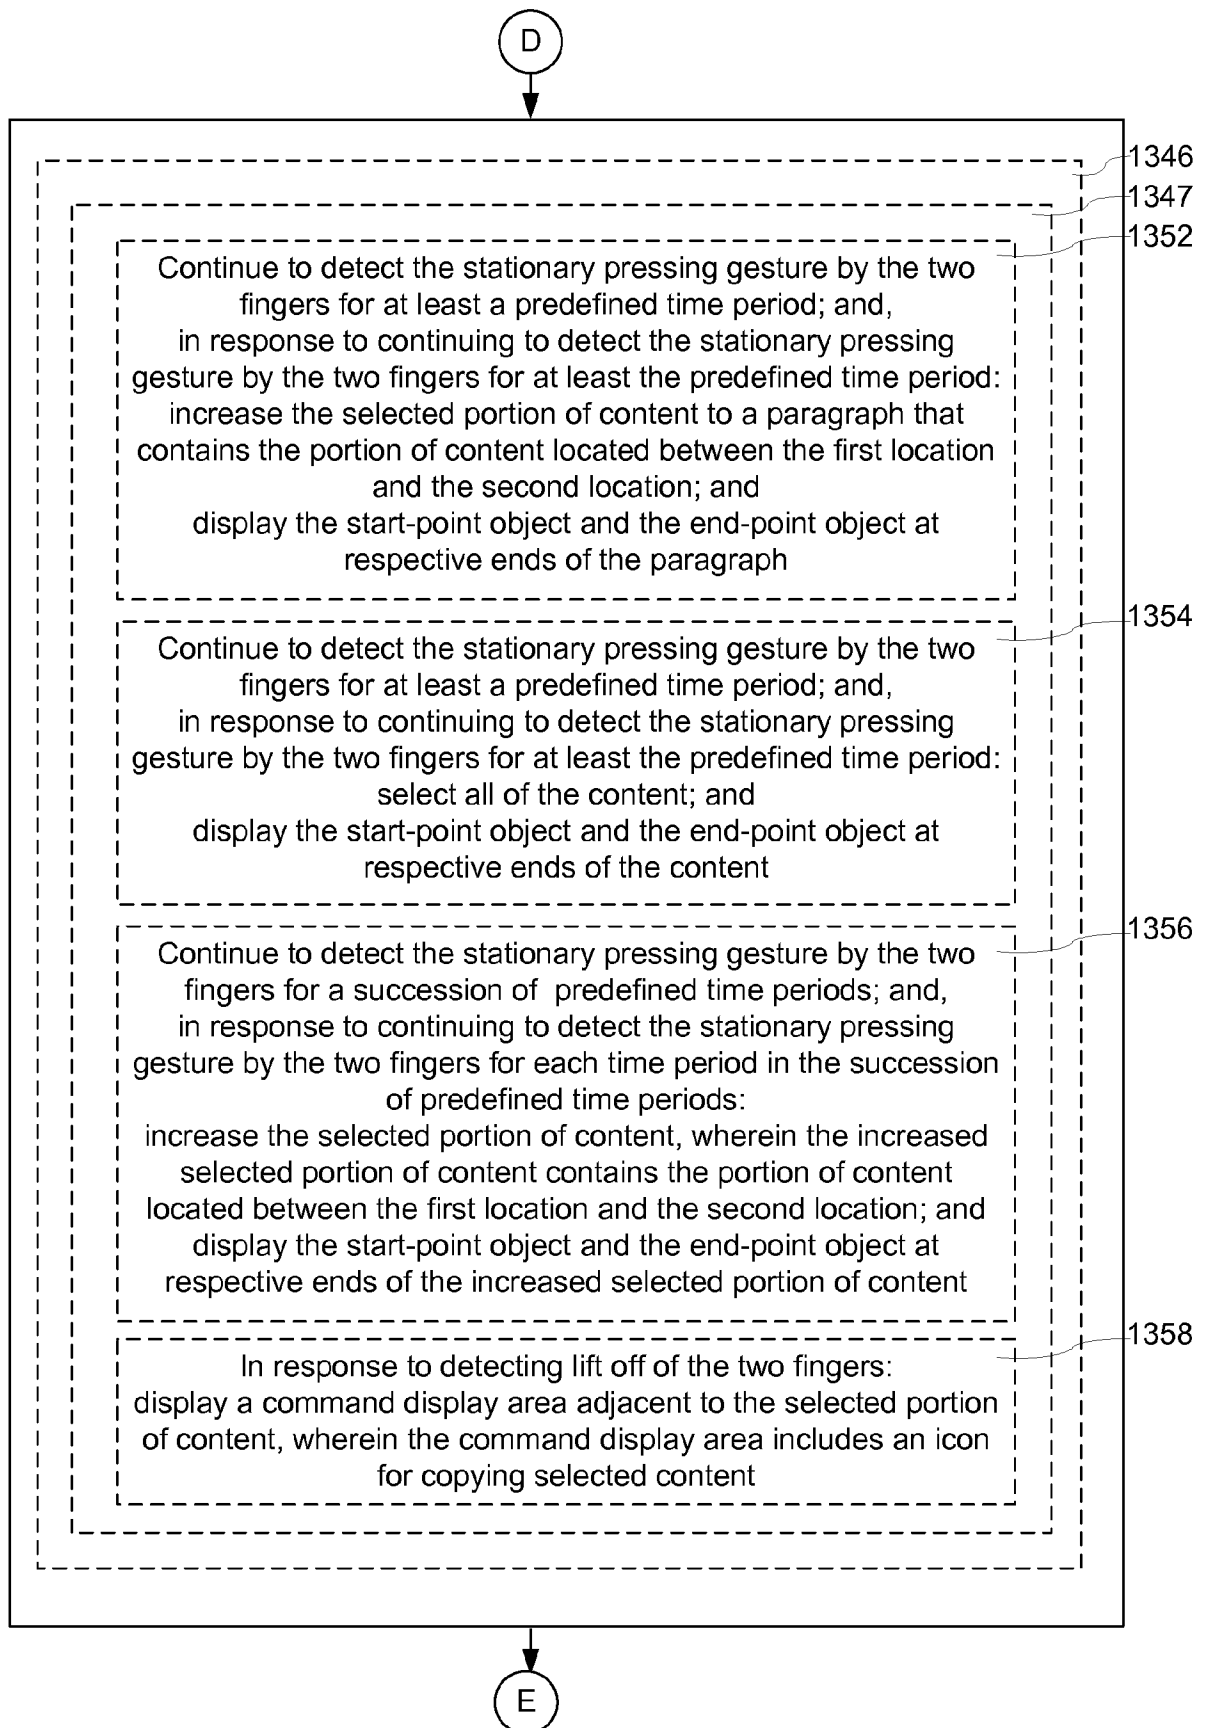 D
1346
1347
1352
Continue to detect the stationary pressing gesture by the two
fingers for at least a predefined time period; and,
in response to continuing to detect the stationary pressing
gesture by the two fingers for at least the predefined time period:
increase the selected portion of content to a paragraph that
contains the portion of content located between the first location
and the second location; and
display the start-point object and the end-point object at
respective ends of the paragraph
1354
Continue to detect the stationary pressing gesture by the two
fingers for at least a predefined time period; and,
in response to continuing to detect the stationary pressing
gesture by the two fingers for at least the predefined time period:
select all of the content; and
display the start-point object and the end-point object at
respective ends of the content
1356
Continue to detect the stationary pressing gesture by the two
fingers for a succession of  predefined time periods; and,
in response to continuing to detect the stationary pressing
gesture by the two fingers for each time period in the succession
of predefined time periods:
increase the selected portion of content, wherein the increased
selected portion of content contains the portion of content
located between the first location and the second location; and
display the start-point object and the end-point object at
respective ends of the increased selected portion of content
1358
In response to detecting lift off of the two fingers:
display a command display area adjacent to the selected portion
of content, wherein the command display area includes an icon
for copying selected content
E